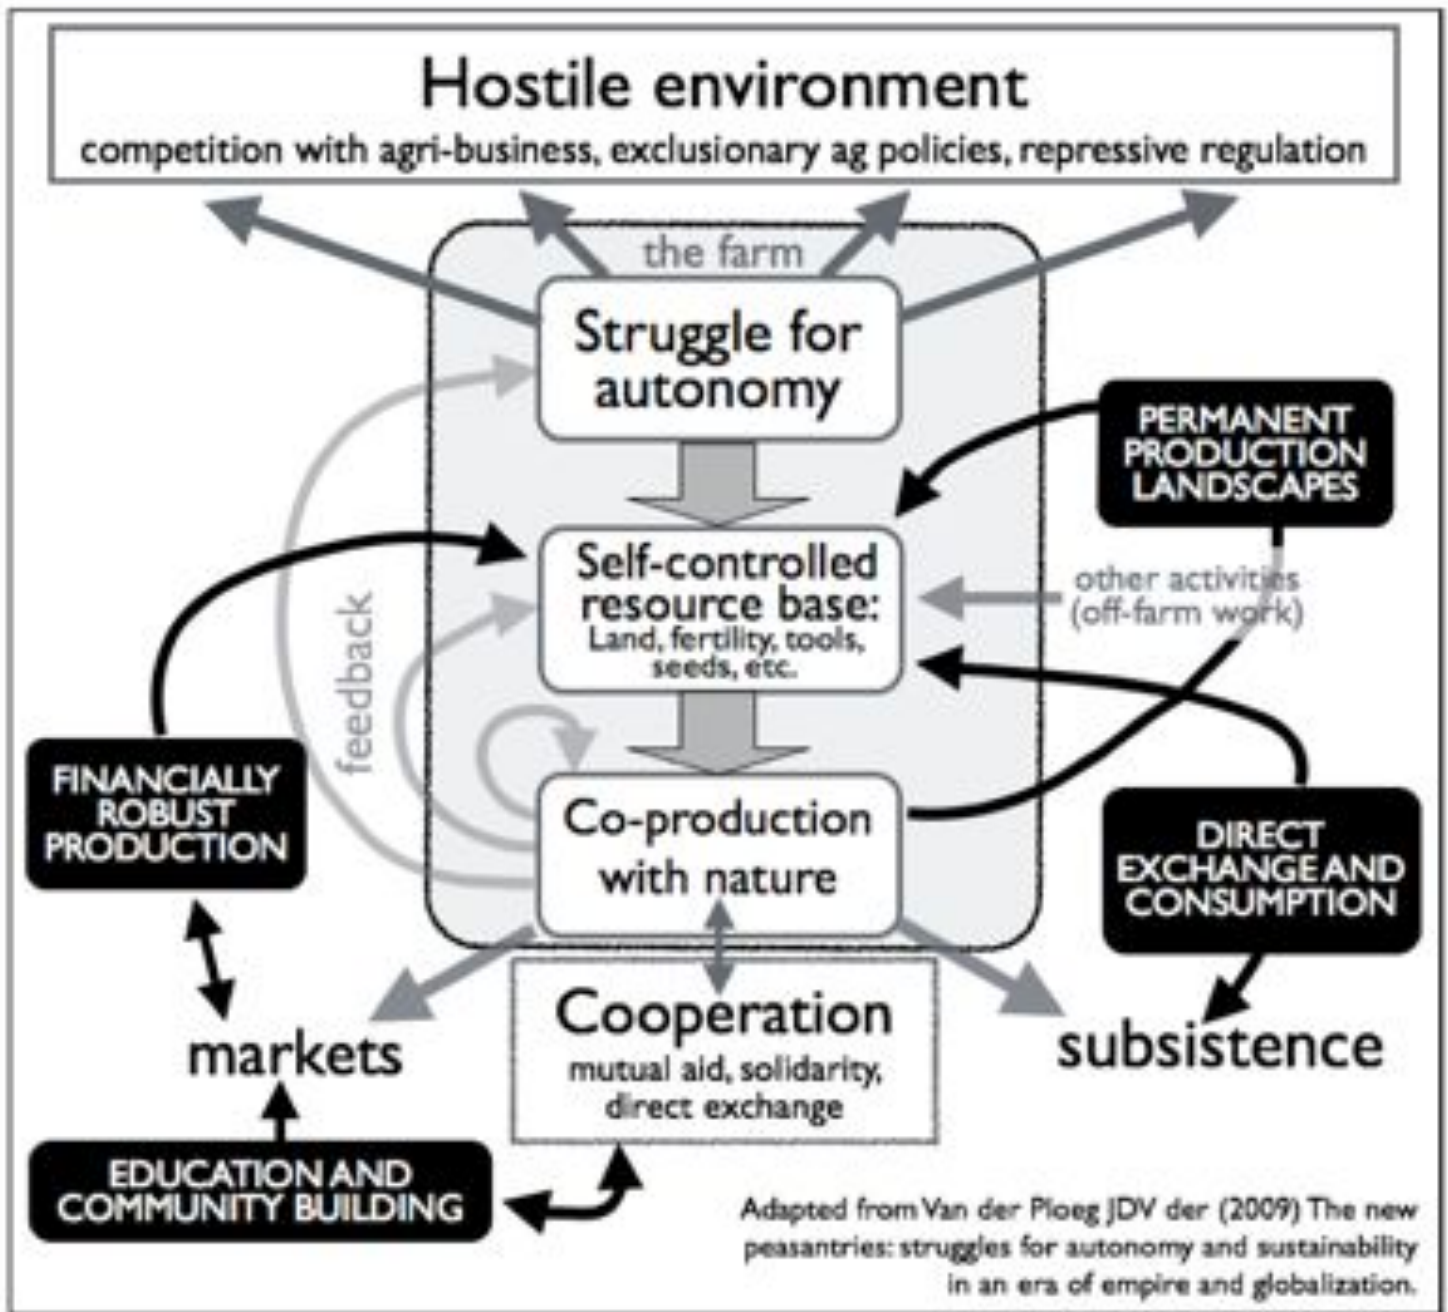 Hostile environment
competition with agri-business, exclusionary ag policies, repressive regulation
the farm
Struggle for
autonomy
PERMANENT
PRODUCTION
LANDSCAPES
Self-controlled
resource base:
Land, fertility, tools,
seeds, etc.
other activities
(off-farm work)
feedback
FINANCIALLY
ROBUST
PRODUCTION
Co-production
with nature
DIRECT
EXCHANGE AND
CONSUMPTION
markets
Cooperation
mutual aid, solidarity,
direct exchange
subsistence
EDUCATION AND
COMMUNITY BUILDING
Adapted from Van der Ploeg JDV der (2009) The new
peasantries: struggles for autonomy and sustainability
in an era of empire and globalization.